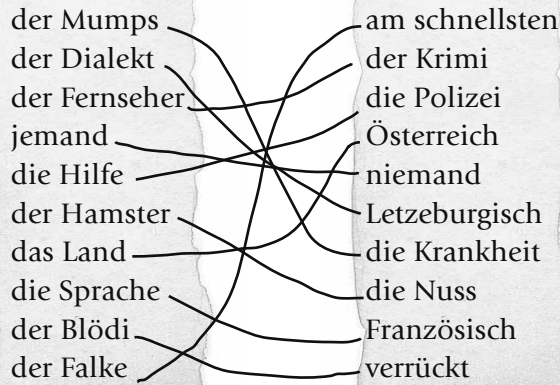 der Mumps am schnellsten
der Dialekt der Krimi
der Fernseher die Polizei
jemand Österreich
die Hilfe niemand
der Hamster Letzeburgisch
das Land die Krankheit
die Sprache die Nuss
der Blödi Französisch
der Falke verrückt